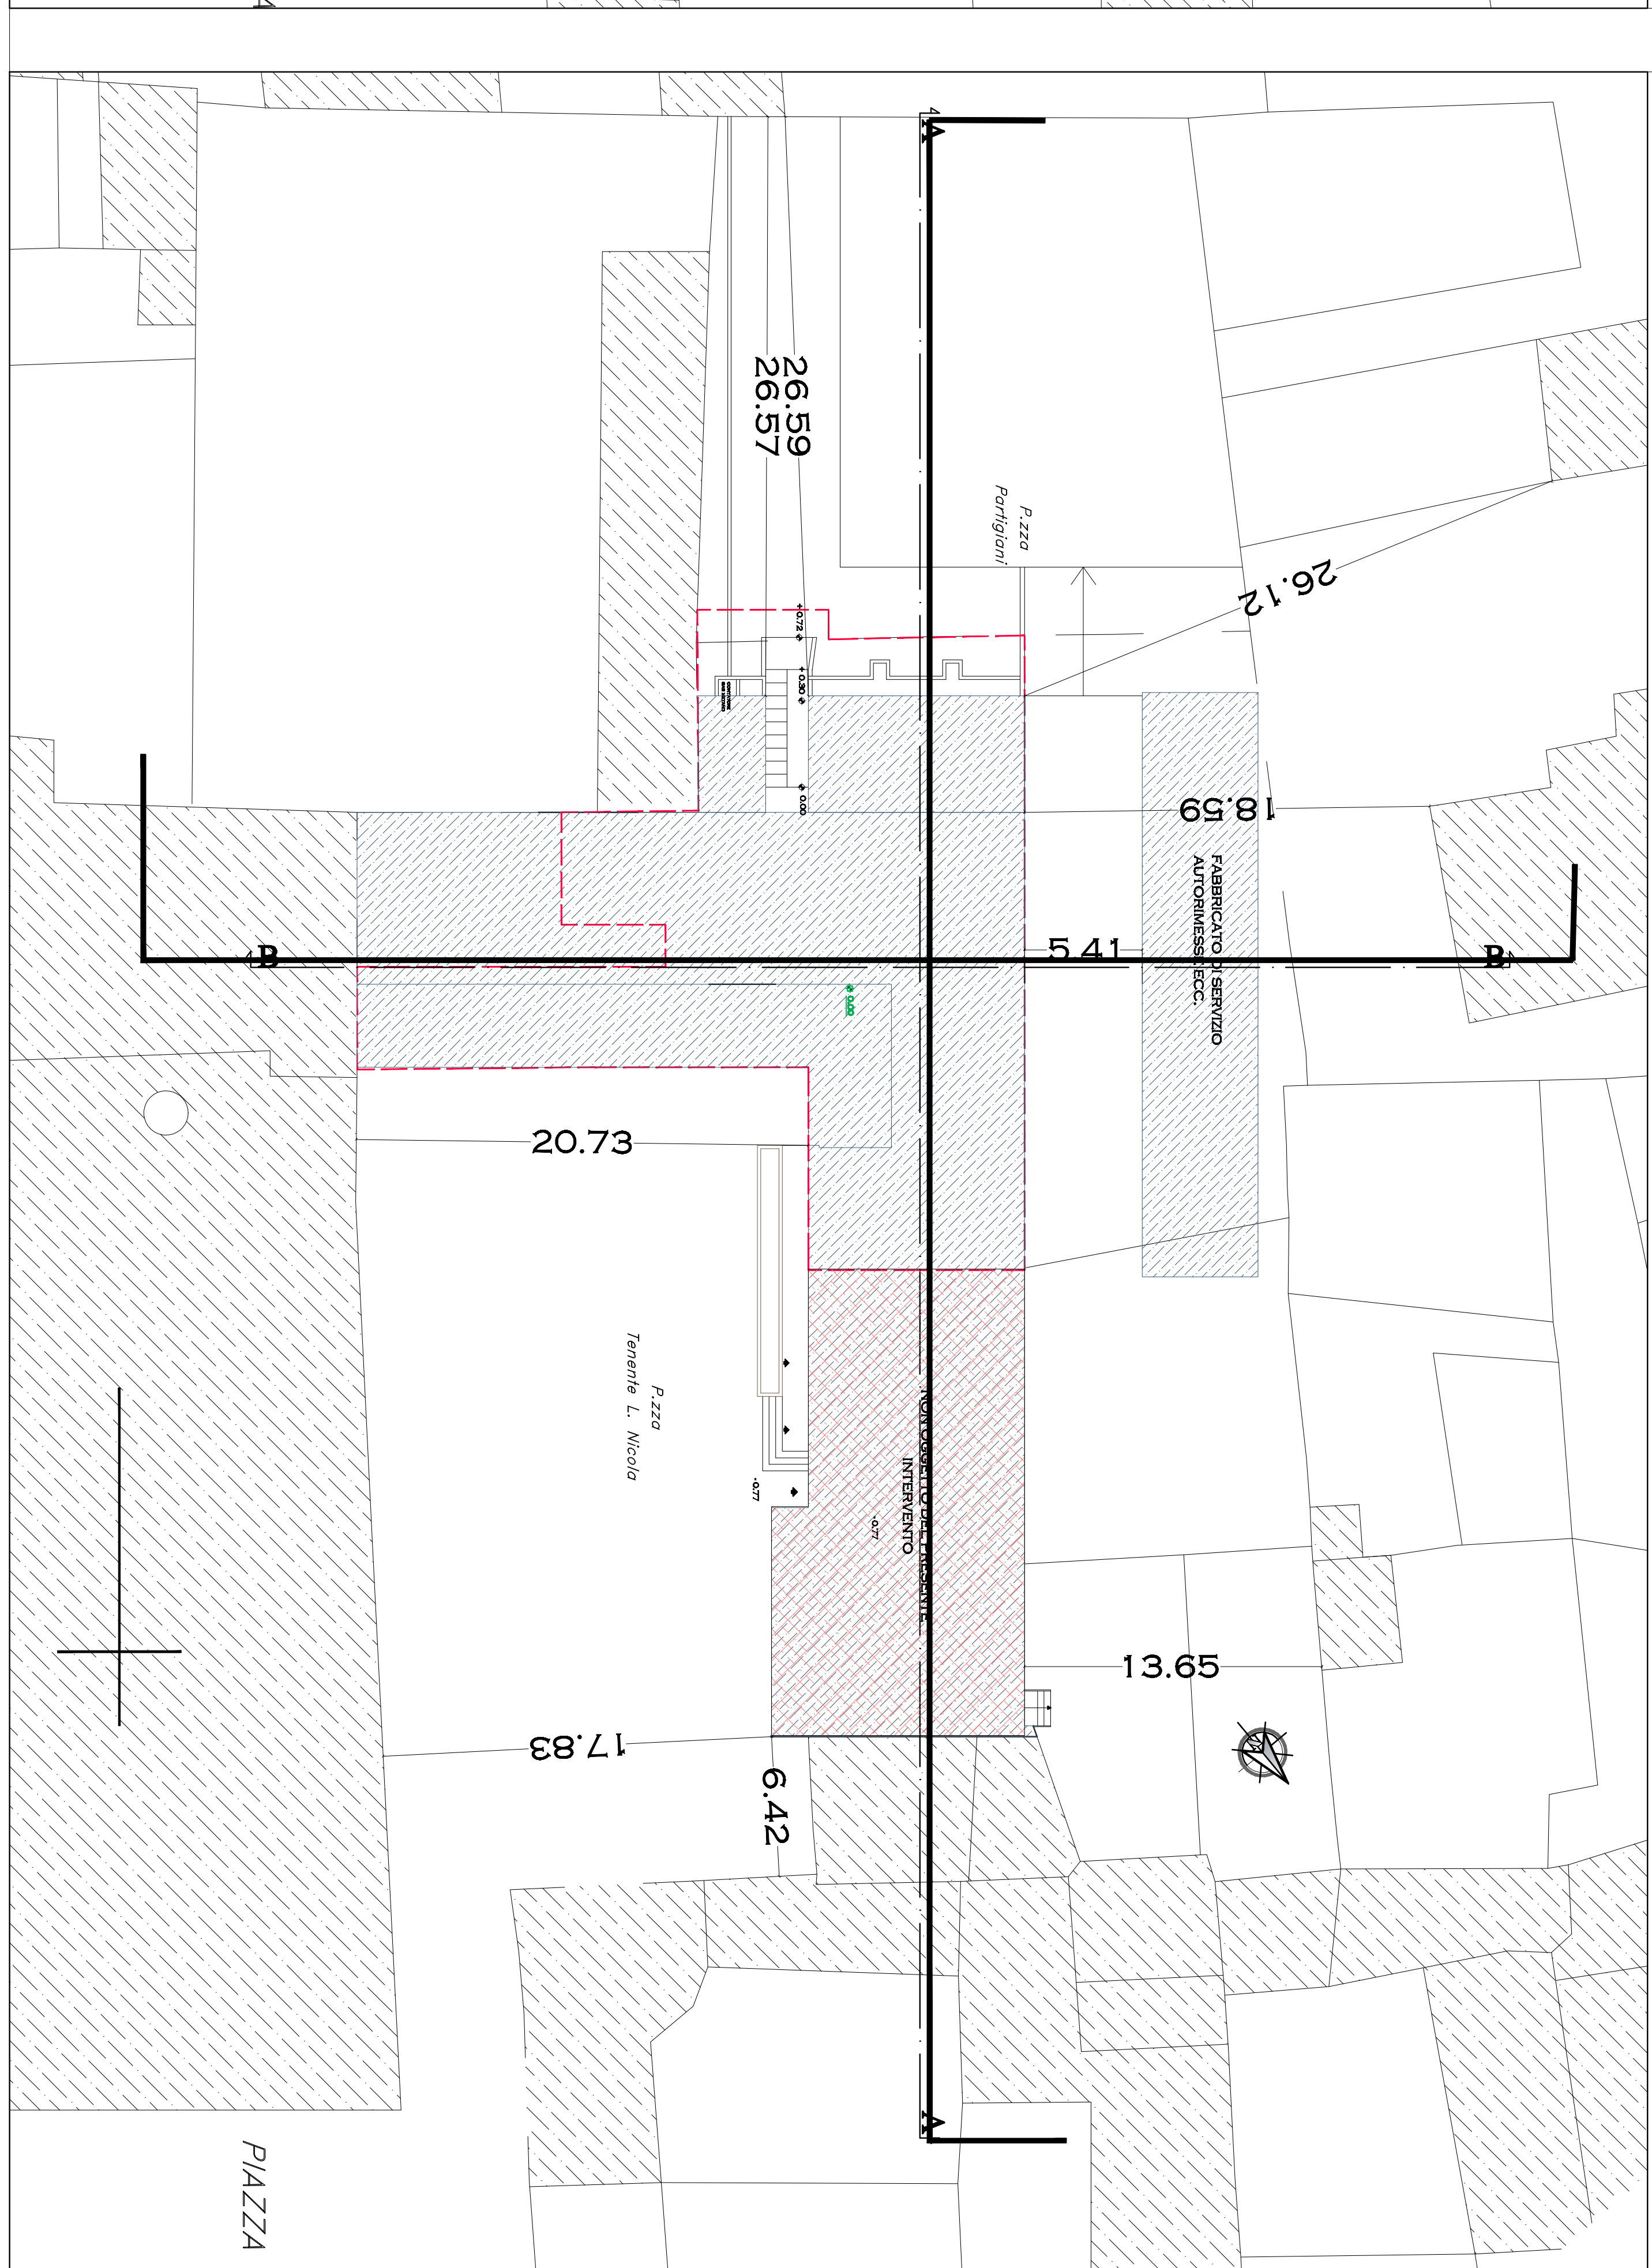 A
26.59
26.57
P.zza
Partigiani
26.12
+0.72
+ 0.30
0.00
18.59
FABBRICATO DI SERVIZIO
AUTORIMESSE ECC.
B
5.41
B
0.00
20.73
P.zza
Tenente L. Nicola
NON OGGETTO DEL PRESENTE
INTERVENTO
-0.77
-0.77
13.65
17.83
6.42
A
PIAZZA